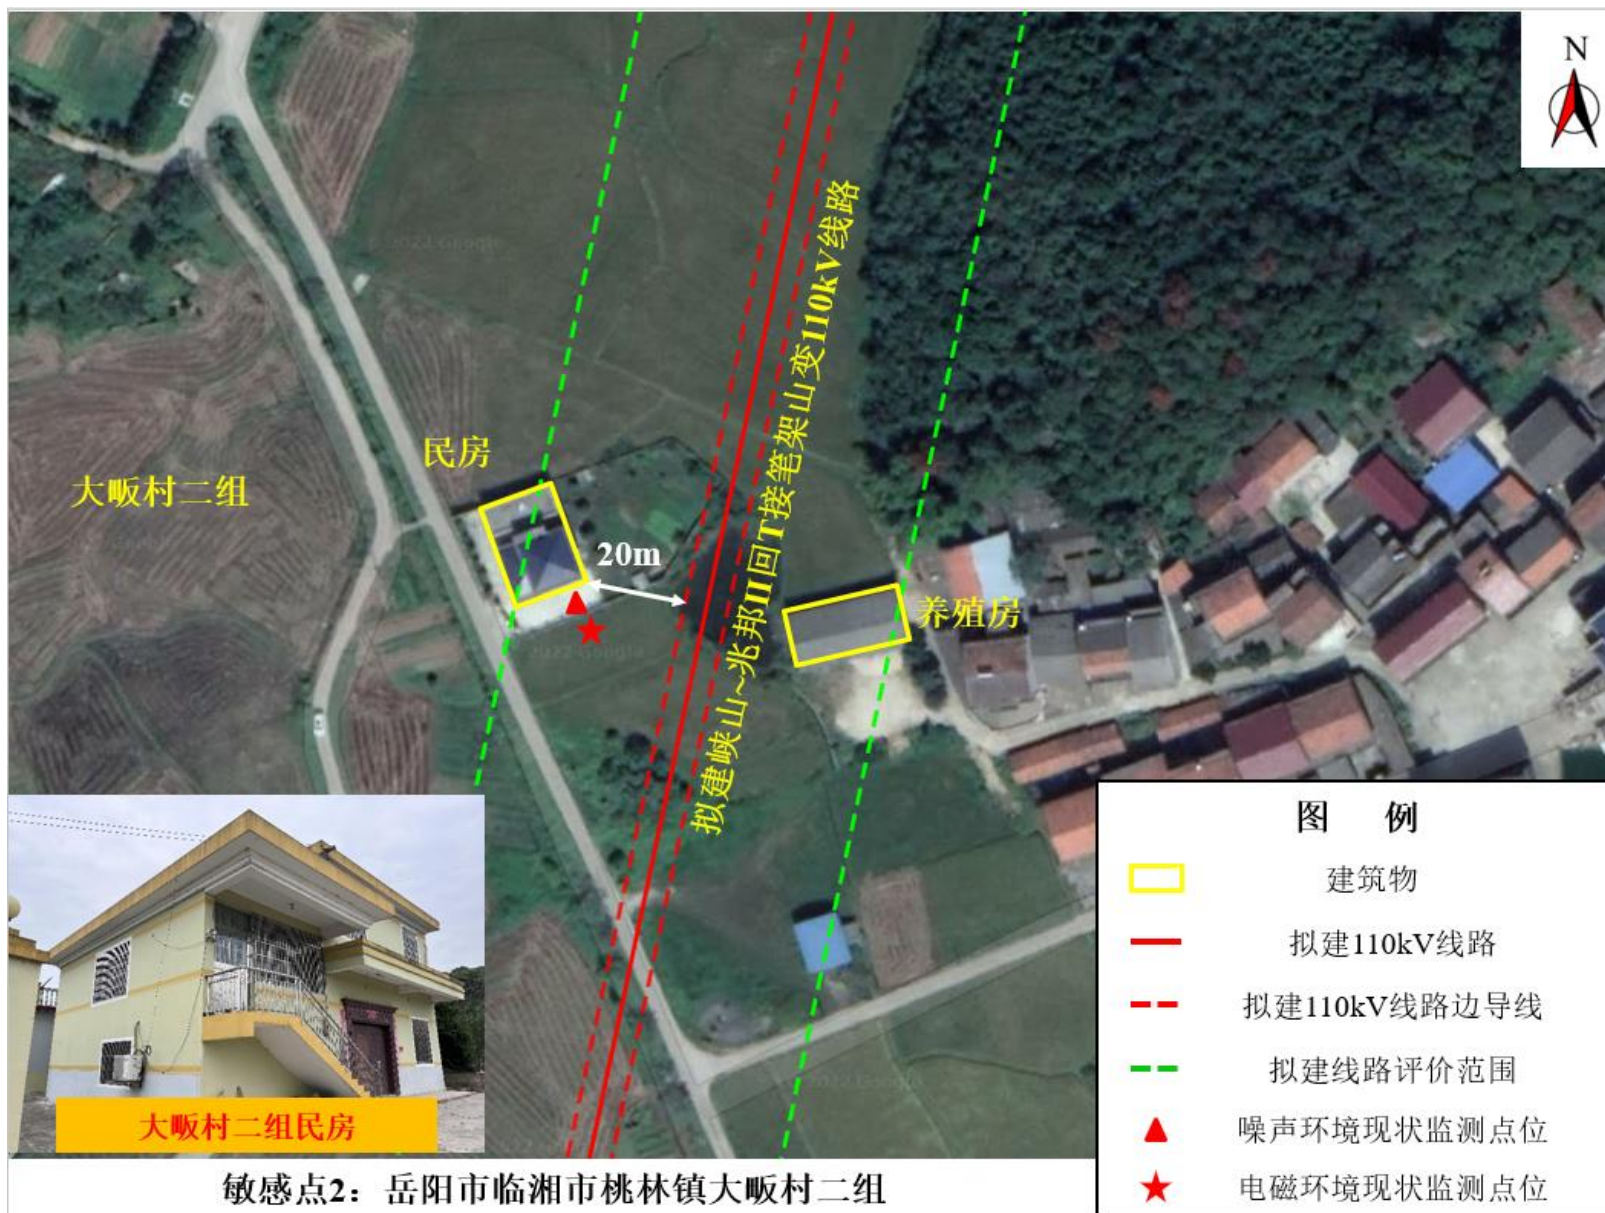 N
民房
大畈村二组
20m
拟建峡山~兆邦II回T接笔架山变110kV线路
养殖房
图 例
建筑物
拟建110kV线路
拟建110kV线路边导线
拟建线路评价范围
噪声环境现状监测点位
电磁环境现状监测点位
大畈村二组民房
敏感点2：岳阳市临湘市桃林镇大畈村二组